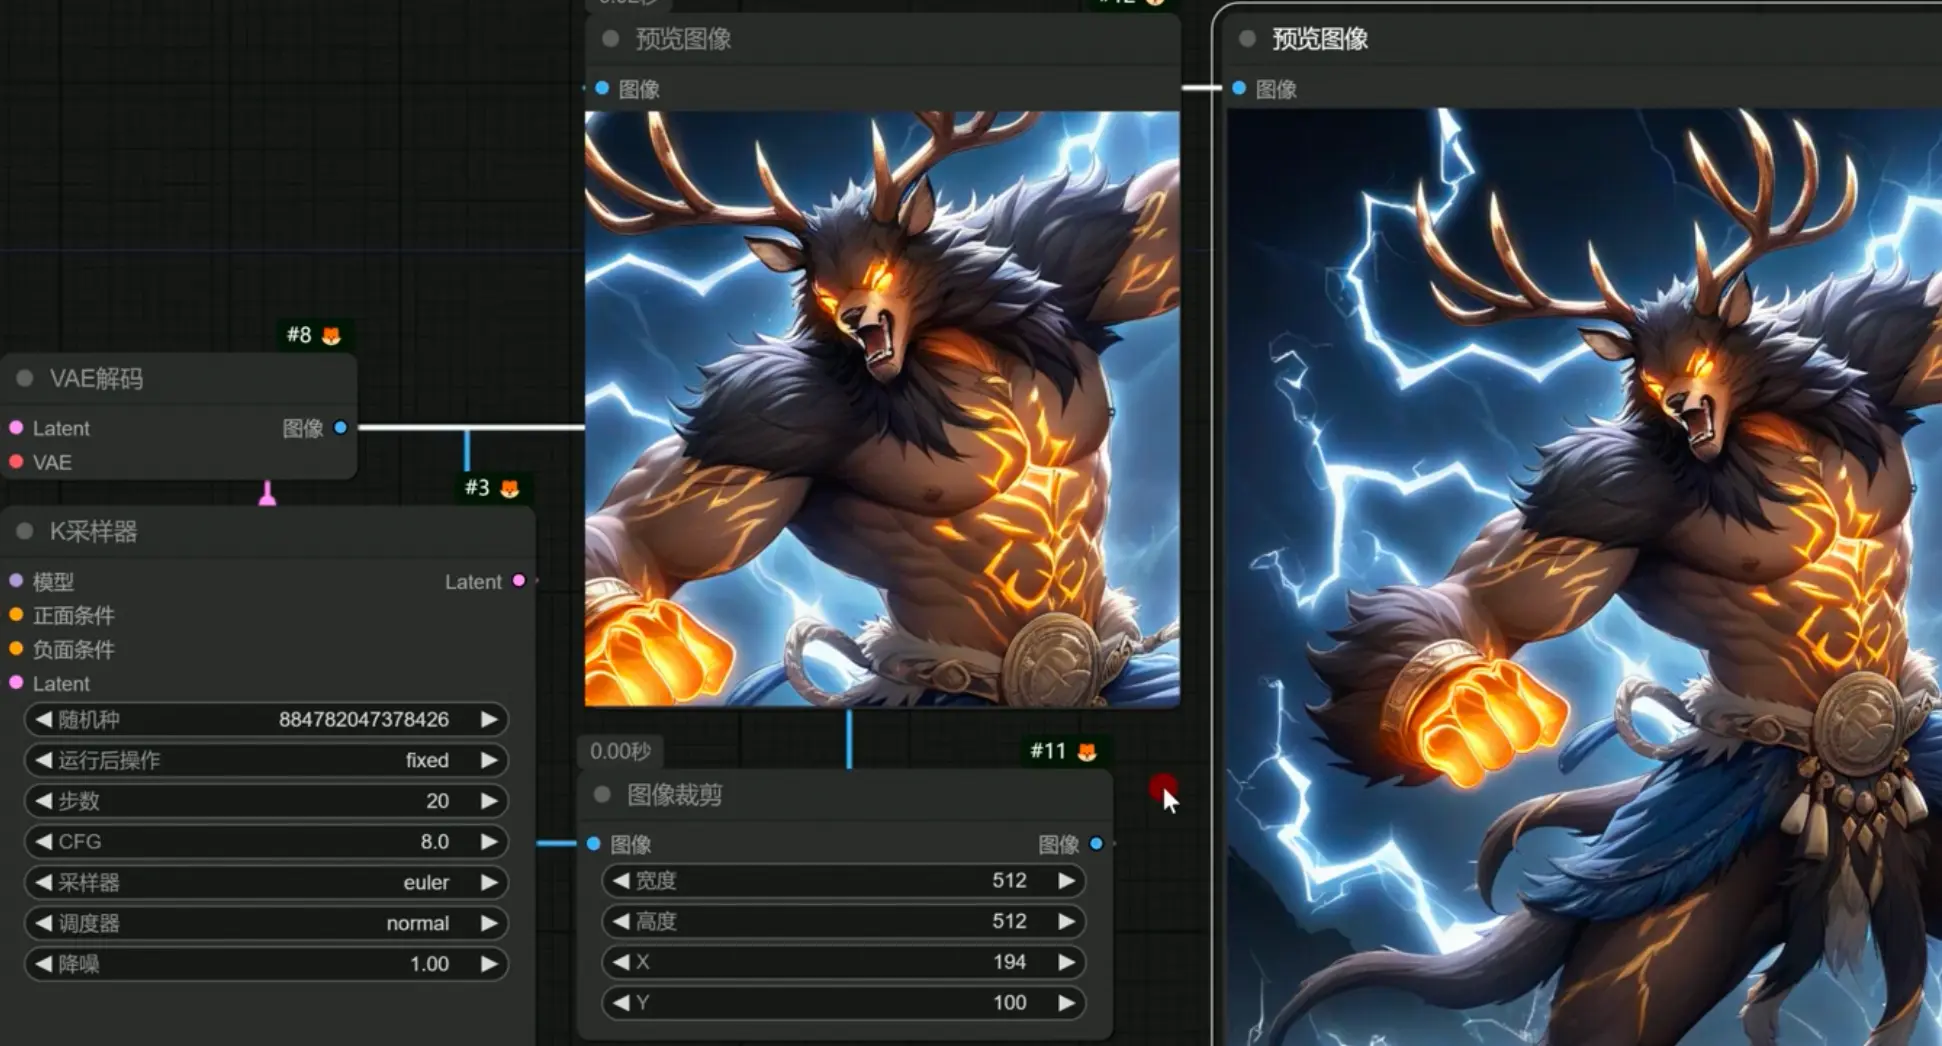 #8
VAE解码
Latent
图像
VAE
#3
K采样器
模型
Latent
正面条件
负面条件
Latent
随机种 884782047378426
运行后操作 fixed
步数 20
CFG 8.0
采样器 euler
调度器 normal
降噪 1.00
预览图像
图像
0.00秒
#11
图像裁剪
图像
图像
宽度 512
高度 512
X 194
Y 100
预览图像
图像